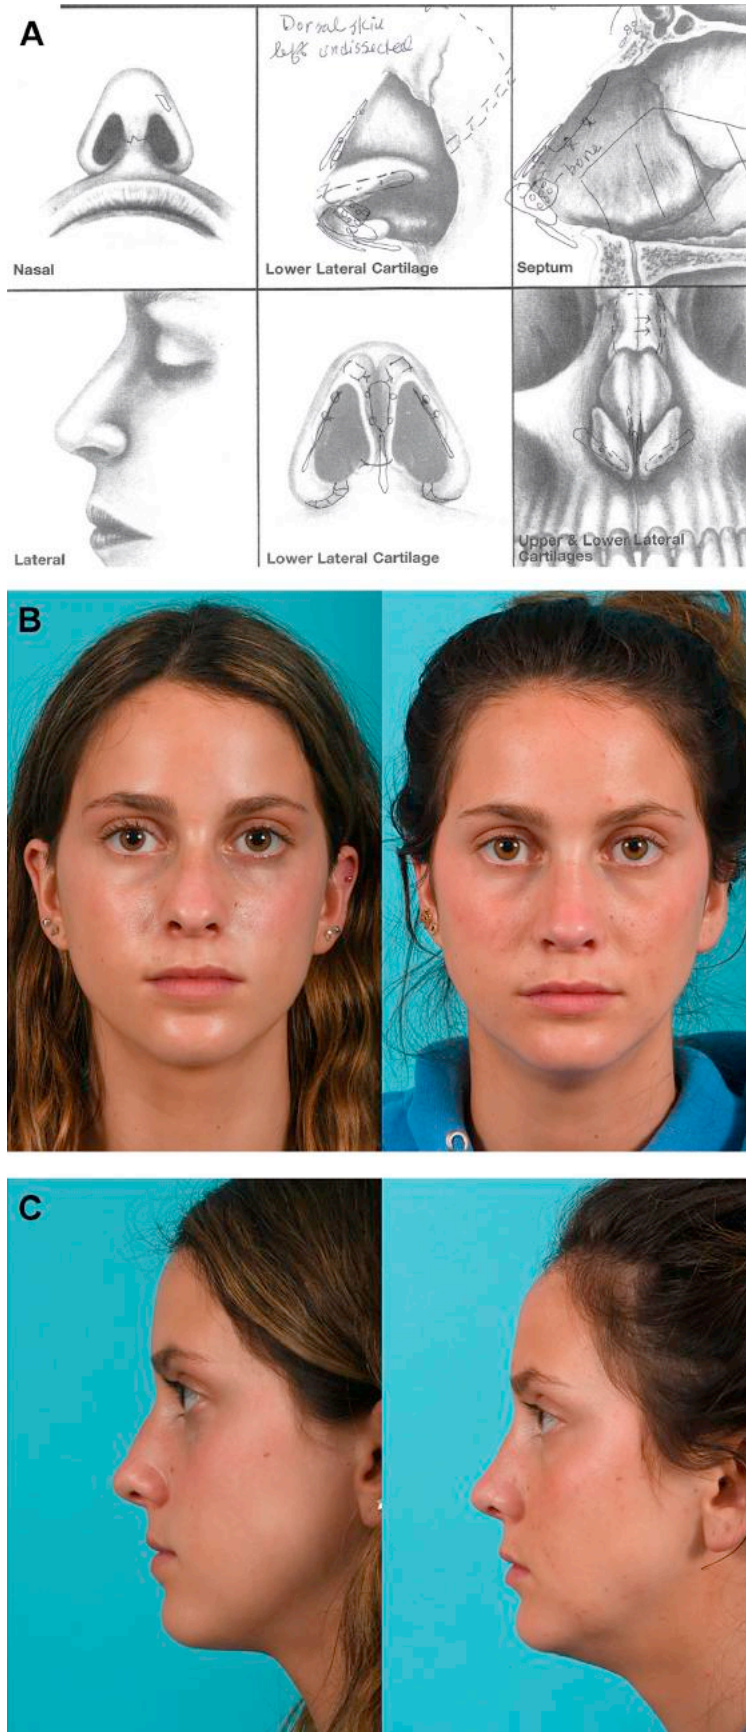 A
Dorsal skin
left undissected
bone
Nasal
Lower Lateral Cartilage
Septum
Lateral
Lower Lateral Cartilage
Upper & Lower Lateral
Cartilages
B
C